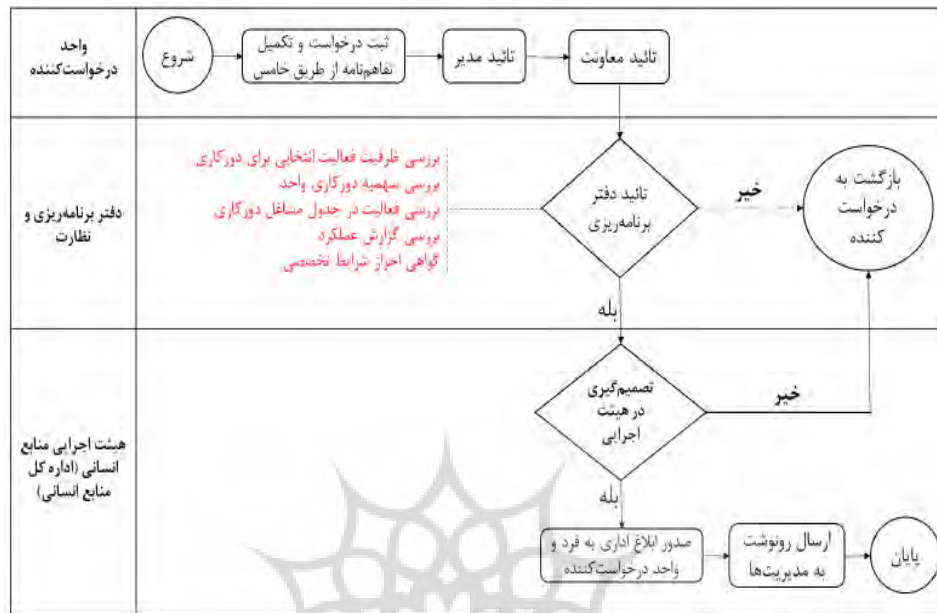 واحد
درخواست‌کننده
شروع
ثبت درخواست و تکمیل
تفاهم‌نامه از طریق خامس
تائید مدیر
تائید معاونت
دفتر برنامه‌ریزی و
نظارت
بررسی ظرفیت فعالیت انتخابی برای دورکاری
بررسی سهمیه دورکاری واحد
بررسی فعالیت در جدول مشاغل دورکاری
بررسی گزارش عملکرد
گواهی احراز شرایط تخصصی
تائید دفتر
برنامه‌ریزی
خیر
بازگشت به
درخواست
کننده
بله
هیئت اجرایی منابع
انسانی (اداره کل
منابع انسانی)
تصمیم‌گیری
در هیئت
اجرایی
خیر
بله
صدور ابلاغ اداری به فرد و
واحد درخواست‌کننده
ارسال رونوشت
به مدیریت‌ها
پایان